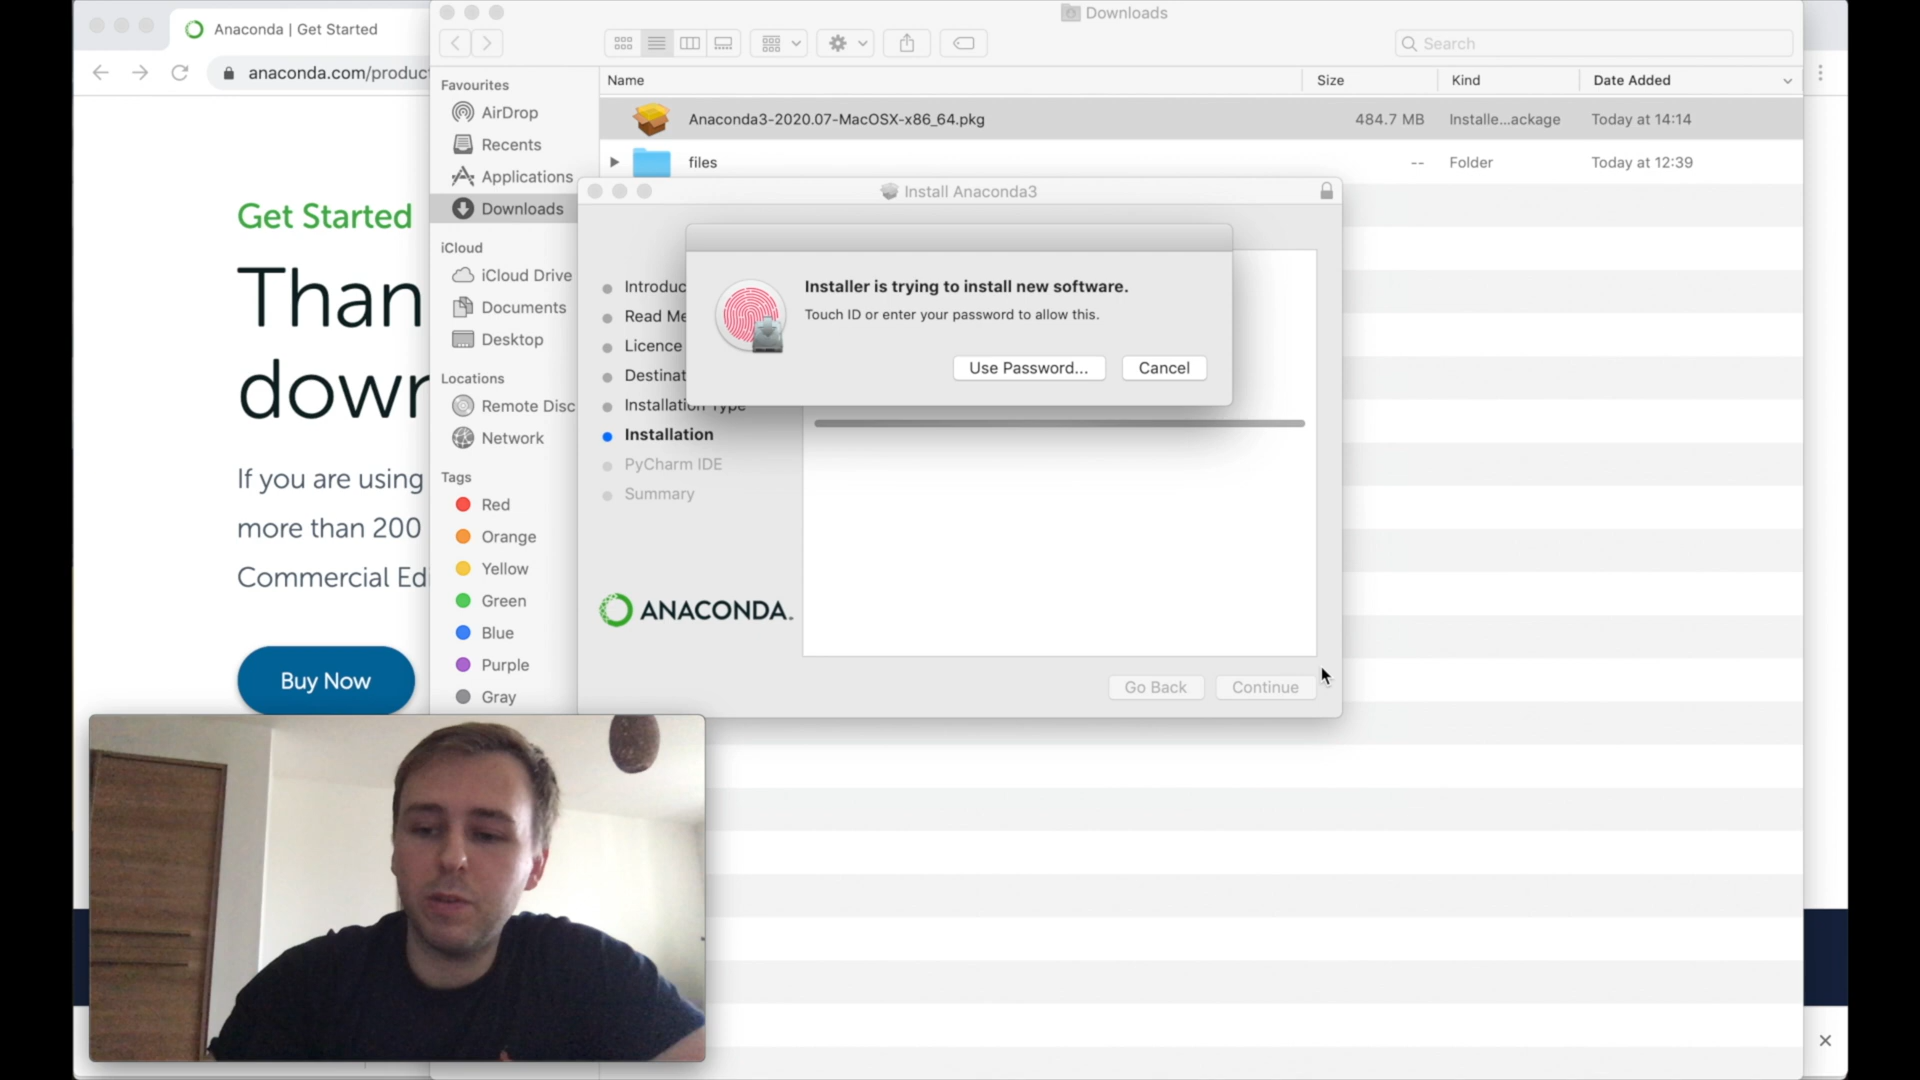 Anaconda | Get Started
anaconda.com/produc
Get Started
Than
dowr
If you are using
more than 200
Commercial Ed
Buy Now
Downloads
Search
Favourites
AirDrop
Recents
Applications
Downloads
iCloud
iCloud Drive
Documents
Desktop
Locations
Remote Disc
Network
Tags
Red
Orange
Yellow
Green
Blue
Purple
Gray
Name Size Kind Date Added
Anaconda3-2020.07-MacOSX-x86_64.pkg 484.7 MB Installe...ackage Today at 14:14
files -- Folder Today at 12:39
Install Anaconda3
Introduc
Read Me
Licence
Destinat
Installation Type
Installation
PyCharm IDE
Summary
ANACONDA.
Installer is trying to install new software.
Touch ID or enter your password to allow this.
Use Password... Cancel
Go Back Continue